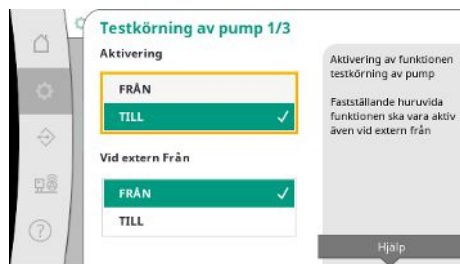 Testkörning av pump 1/3
Aktivering
FRÅN
TILL
Vid extern Från
FRÅN
TILL
Aktivering av funktionen
testkörning av pump
Fastställande huruvida
funktionen ska vara aktiv
även vid extern från
Hjälp